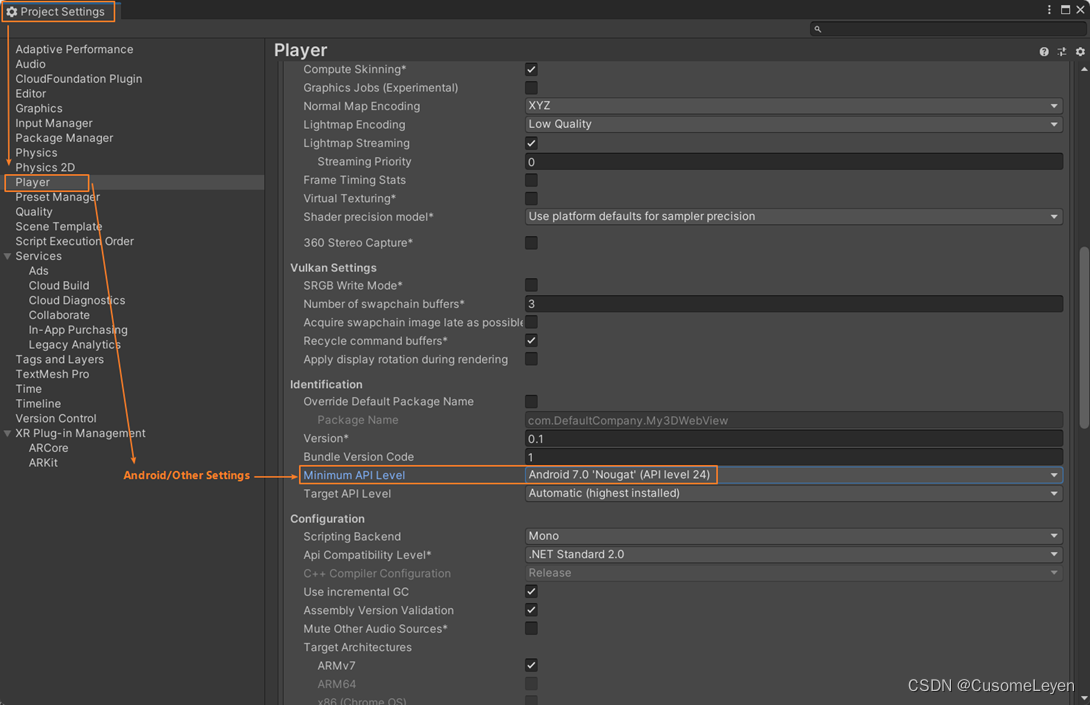 Project Settings
Adaptive Performance
Audio
CloudFoundation Plugin
Editor
Graphics
Input Manager
Package Manager
Physics
Physics 2D
Player
Preset Manager
Quality
Scene Template
Script Execution Order
Services
Ads
Cloud Build
Cloud Diagnostics
Collaborate
In-App Purchasing
Legacy Analytics
Tags and Layers
TextMesh Pro
Time
Timeline
Version Control
XR Plug-in Management
ARCore
ARKit
Android/Other Settings
Player
Compute Skinning*
Graphics Jobs (Experimental)
Normal Map Encoding XYZ
Lightmap Encoding Low Quality
Lightmap Streaming
Streaming Priority 0
Frame Timing Stats
Virtual Texturing*
Shader precision model* Use platform defaults for sampler precision
360 Stereo Capture*
Vulkan Settings
SRGB Write Mode*
Number of swapchain buffers* 3
Acquire swapchain image late as possible
Recycle command buffers*
Apply display rotation during rendering
Identification
Override Default Package Name
Package Name com.DefaultCompany.My3DWebView
Version* 0.1
Bundle Version Code 1
Minimum API Level Android 7.0 'Nougat' (API level 24)
Target API Level Automatic (highest installed)
Configuration
Scripting Backend Mono
Api Compatibility Level* .NET Standard 2.0
C++ Compiler Configuration Release
Use incremental GC
Assembly Version Validation
Mute Other Audio Sources*
Target Architectures
ARMv7
ARM64
x86 (Chrome OS)
CSDN @CusomeLeyen